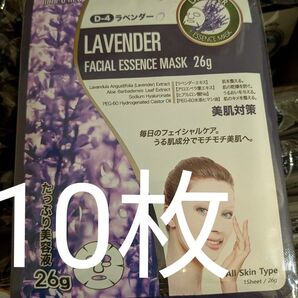 D-4 ラベンダー
ESSENCE MASK
LAVENDER
FACIAL ESSENCE MASK 26g
Lavandula Angustifolia (Lavender) Extract
Aloe Barbadensis Leaf Extract
Sodium Hyaluronate
PEG-60 Hydrogenated Castor Oil
[ラベンダーエキス]
[アロエベラ葉エキス]
[ヒアルロン酸Na]
[PEG-60水添ヒマシ油]
肌を整える。
美肌対策
毎日のフェイシャルケア。
うる肌成分でモチモチ美肌へ。
10枚
たっぷり美容液
26g
All Skin Type
1Sheet / 26g